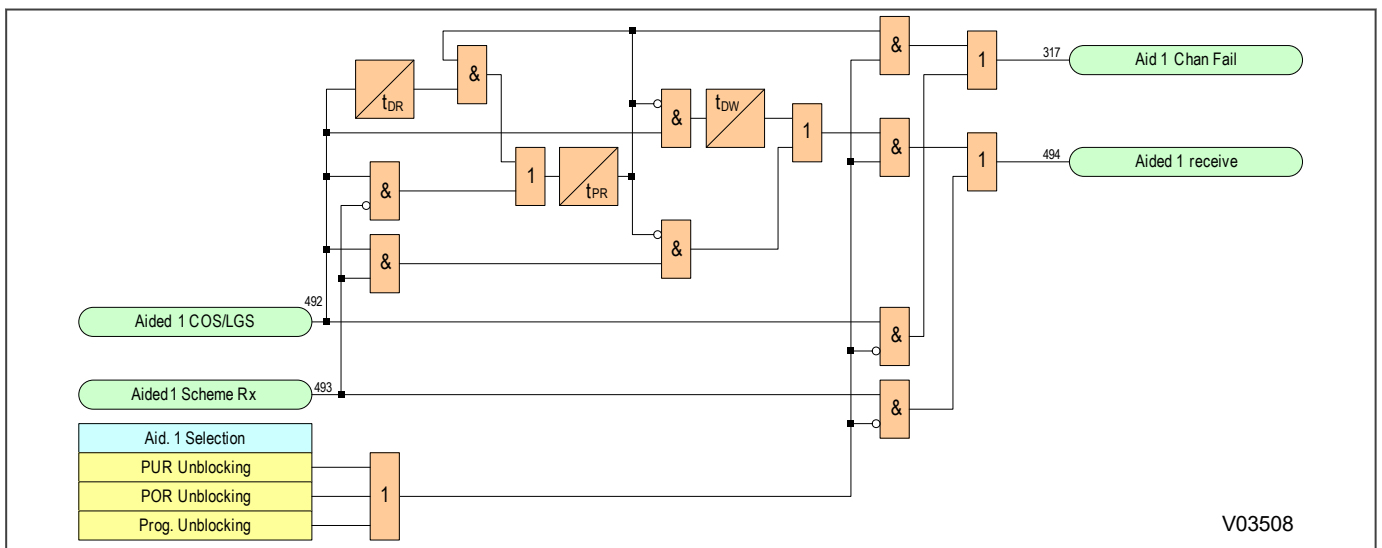 &
1
317
Aid 1 Chan Fail
&
tDR
&
tDW
1
&
1
494
Aided 1 receive
&
1
tPR
&
&
492
Aided 1 COS/LGS
&
Aided1 Scheme Rx
493
&
Aid. 1 Selection
PUR Unblocking
POR Unblocking
1
Prog. Unblocking
V03508